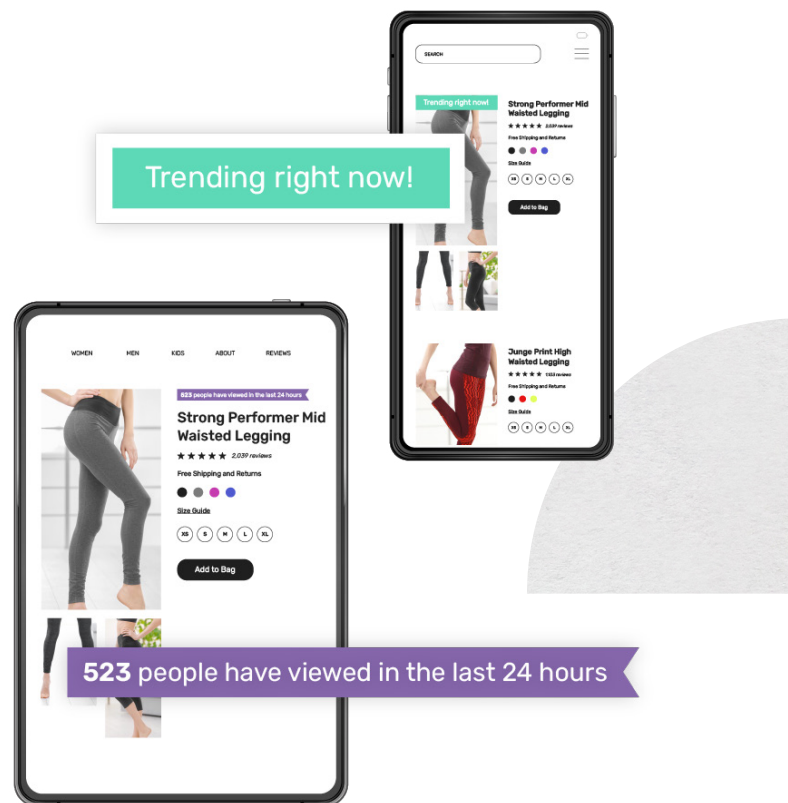 SEARCH
Trending right now!
Strong Performer Mid
Waisted Legging
2,039 reviews
Free Shipping and Returns
Size Guide
XS S M L XL
Add to Bag
Trending right now!
Junge Print High
Waisted Legging
Free Shipping and Returns
Size Guide
XS S M L XL
WOMEN MEN KIDS ABOUT REVIEWS
523 people have viewed in the last 24 hours
Strong Performer Mid
Waisted Legging
2,039 reviews
Free Shipping and Returns
Size Guide
XS S M L XL
Add to Bag
523 people have viewed in the last 24 hours